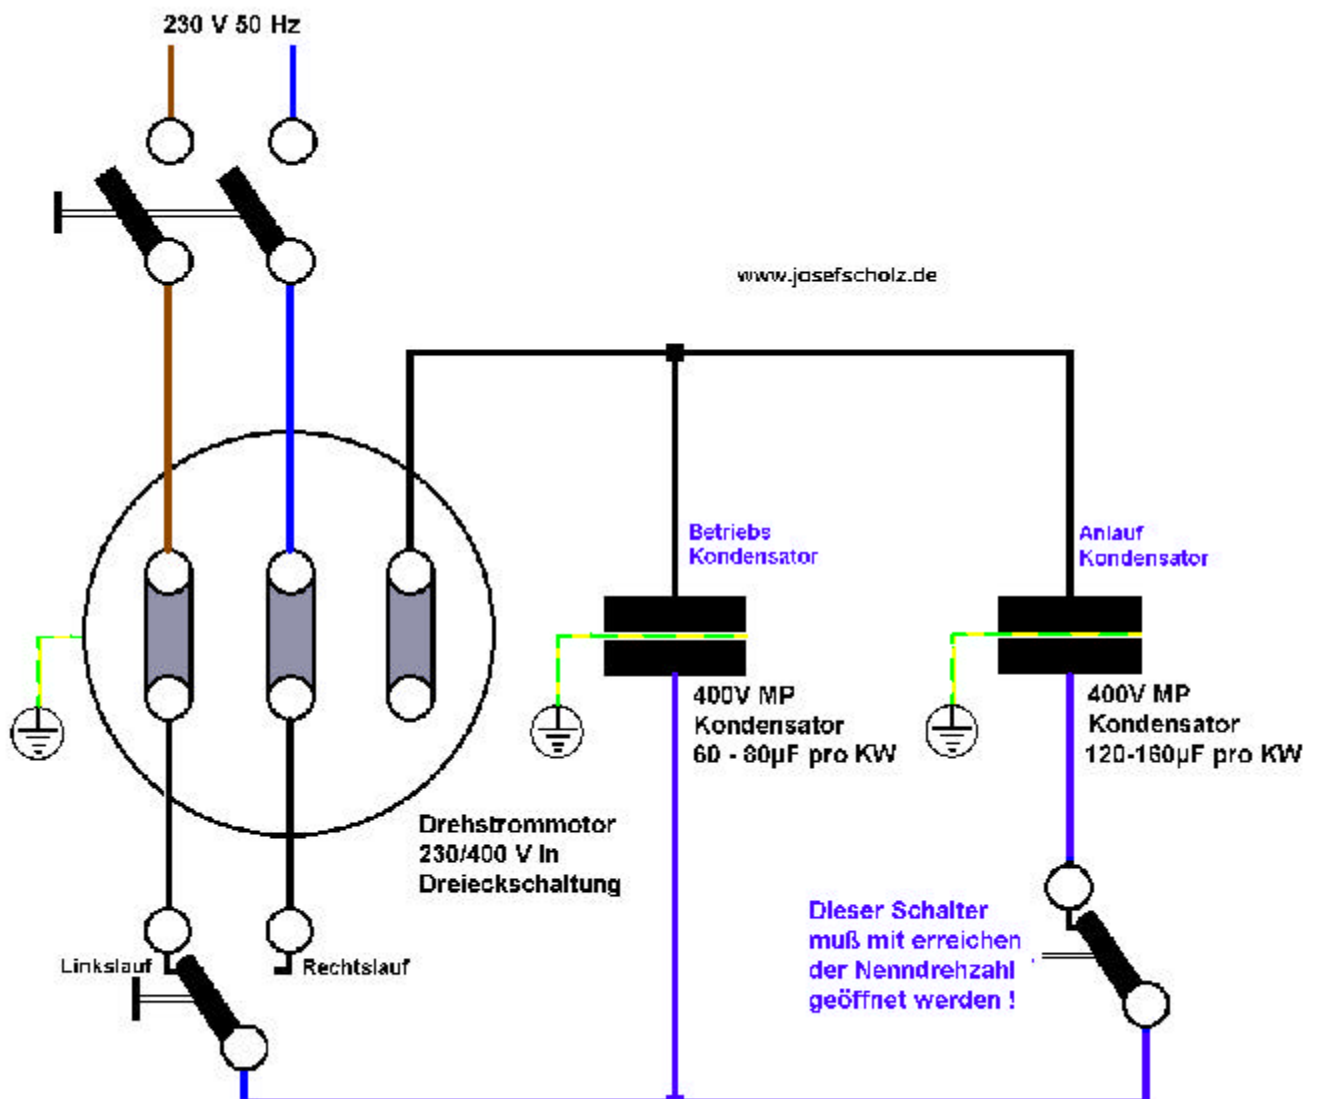 230 V 50 Hz
www.josefscholz.de
Betriebs
Kondensator
Anlauf
Kondensator
400V MP
Kondensator
60 - 80µF pro KW
400V MP
Kondensator
120-160µF pro KW
Drehstrommotor
230/400 V in
Dreieckschaltung
Dieser Schalter
muß mit erreichen
der Nenndrehzahl
geöffnet werden !
Linkslauf
Rechtslauf